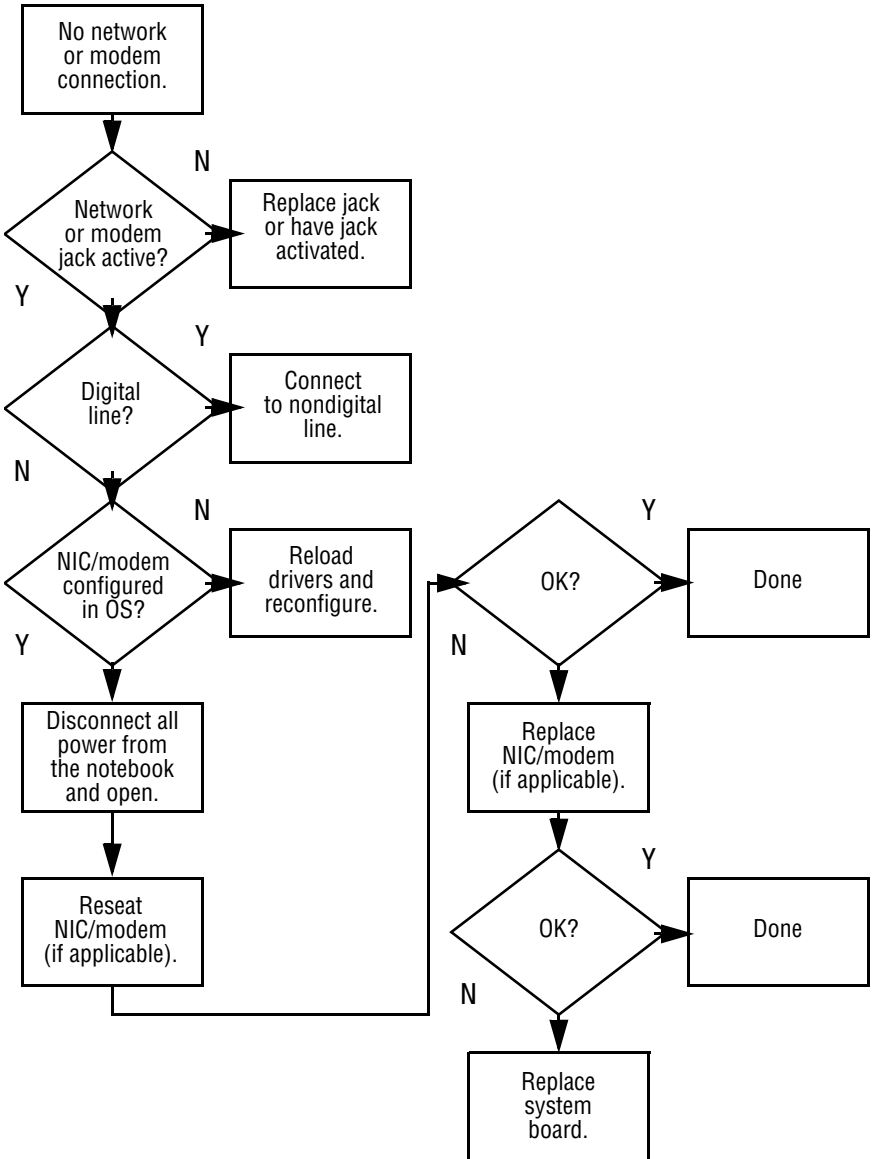 No network
or modem
connection.
N
Network
or modem
jack active?
Replace jack
or have jack
activated.
Y
Y
Digital
line?
Connect
to nondigital
line.
N
N
NIC/modem
configured
in OS?
Reload
drivers and
reconfigure.
Y
Disconnect all
power from
the notebook
and open.
Reseat
NIC/modem
(if applicable).
Y
OK?
Done
N
Replace
NIC/modem
(if applicable).
Y
OK?
Done
N
Replace
system
board.